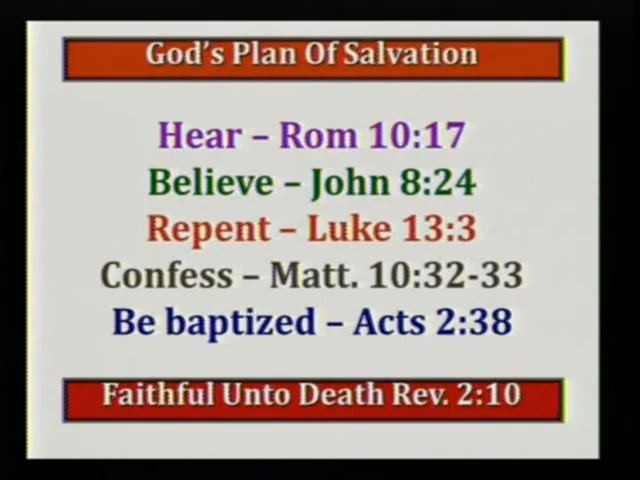 God's Plan Of Salvation
Hear – Rom 10:17
Believe – John 8:24
Repent – Luke 13:3
Confess – Matt. 10:32-33
Be baptized – Acts 2:38
Faithful Unto Death Rev. 2:10